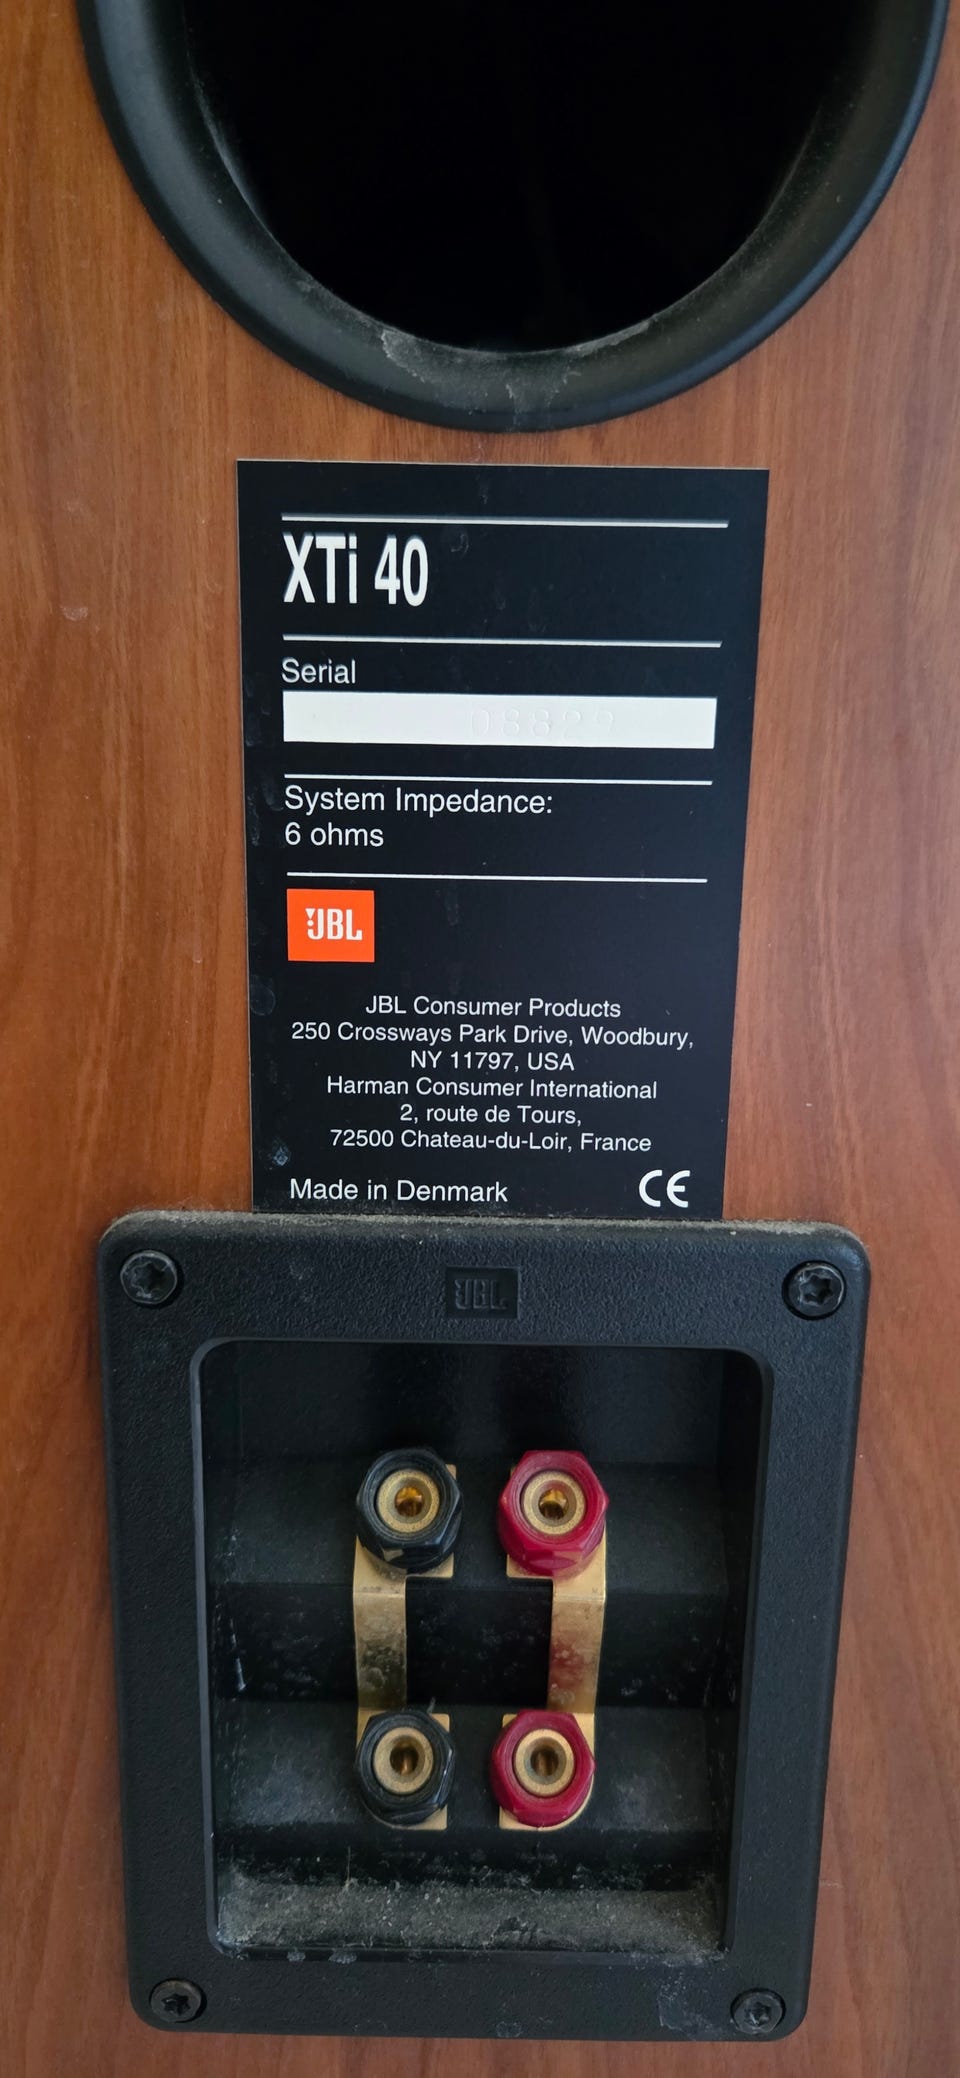 XTi 40
Serial
08829
System Impedance:
6 ohms
JBL
JBL Consumer Products
250 Crossways Park Drive, Woodbury,
NY 11797, USA
Harman Consumer International
2, route de Tours,
72500 Chateau-du-Loir, France
Made in Denmark CE
JBL